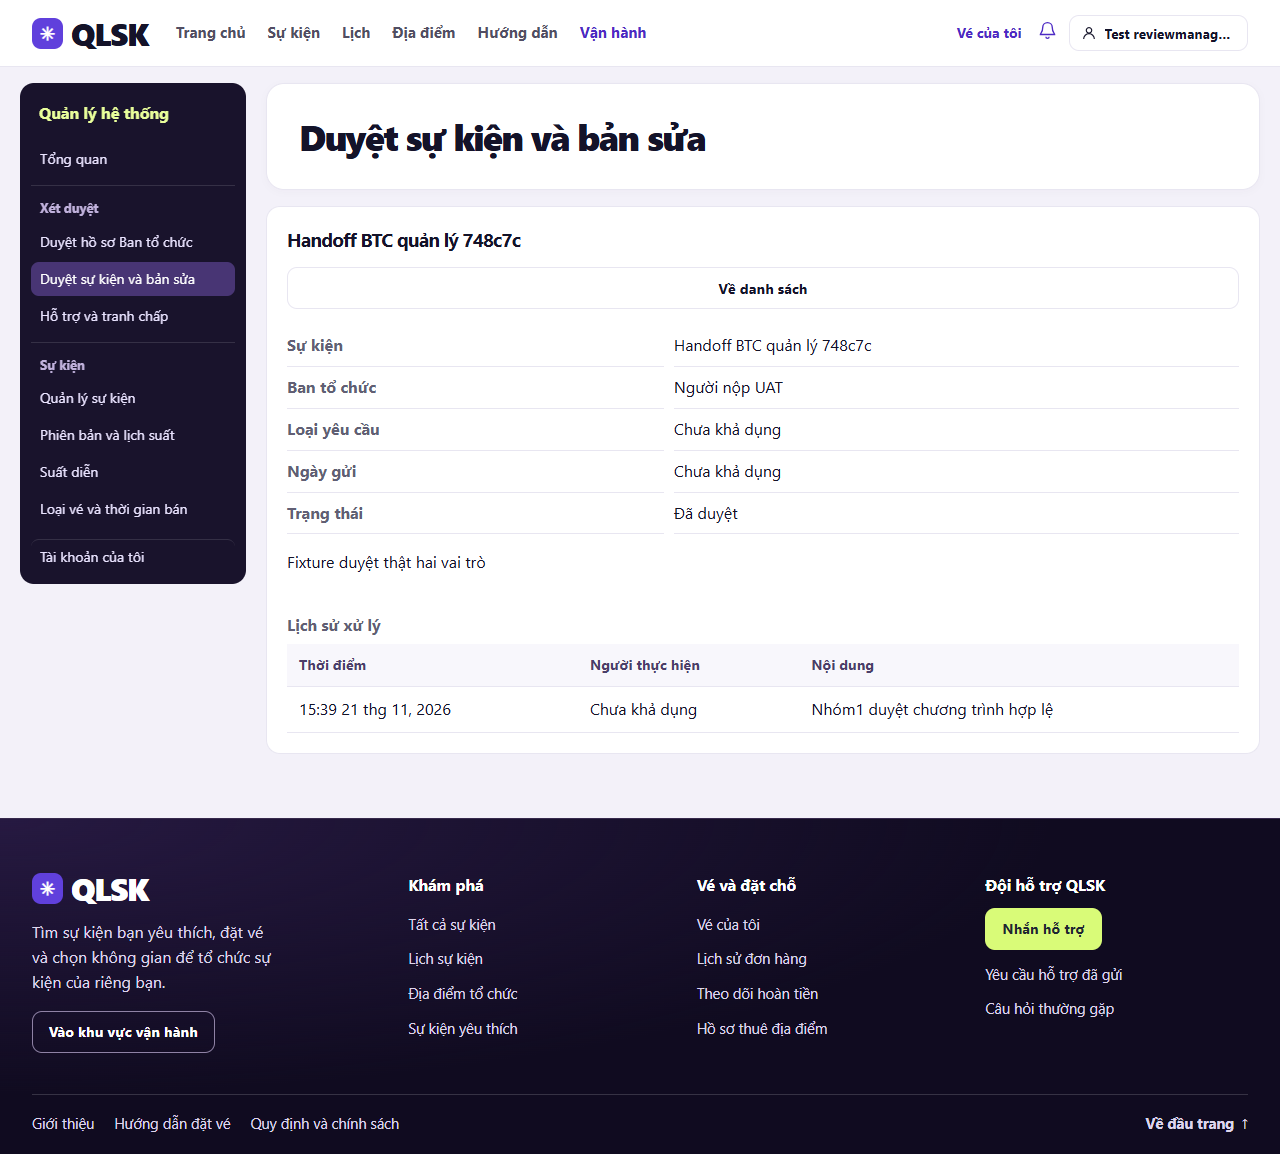 QLSK Trang chủ Sự kiện Lịch Địa điểm Hướng dẫn Vận hành Vé của tôi Test reviewmanag...
Quản lý hệ thống
Tổng quan
Xét duyệt
Duyệt hồ sơ Ban tổ chức
Duyệt sự kiện và bản sửa
Hỗ trợ và tranh chấp
Sự kiện
Quản lý sự kiện
Phiên bản và lịch suất
Suất diễn
Loại vé và thời gian bán
Tài khoản của tôi
Duyệt sự kiện và bản sửa
Handoff BTC quản lý 748c7c
Về danh sách
Sự kiện Handoff BTC quản lý 748c7c
Ban tổ chức Người nộp UAT
Loại yêu cầu Chưa khả dụng
Ngày gửi Chưa khả dụng
Trạng thái Đã duyệt
Fixture duyệt thật hai vai trò
Lịch sử xử lý
Thời điểm Người thực hiện Nội dung
15:39 21 thg 11, 2026 Chưa khả dụng Nhóm1 duyệt chương trình hợp lệ
QLSK
Tìm sự kiện bạn yêu thích, đặt vé
và chọn không gian để tổ chức sự
kiện của riêng bạn.
Vào khu vực vận hành
Khám phá
Tất cả sự kiện
Lịch sự kiện
Địa điểm tổ chức
Sự kiện yêu thích
Vé và đặt chỗ
Vé của tôi
Lịch sử đơn hàng
Theo dõi hoàn tiền
Hồ sơ thuê địa điểm
Đội hỗ trợ QLSK
Nhắn hỗ trợ
Yêu cầu hỗ trợ đã gửi
Câu hỏi thường gặp
Giới thiệu Hướng dẫn đặt vé Quy định và chính sách Về đầu trang ↑